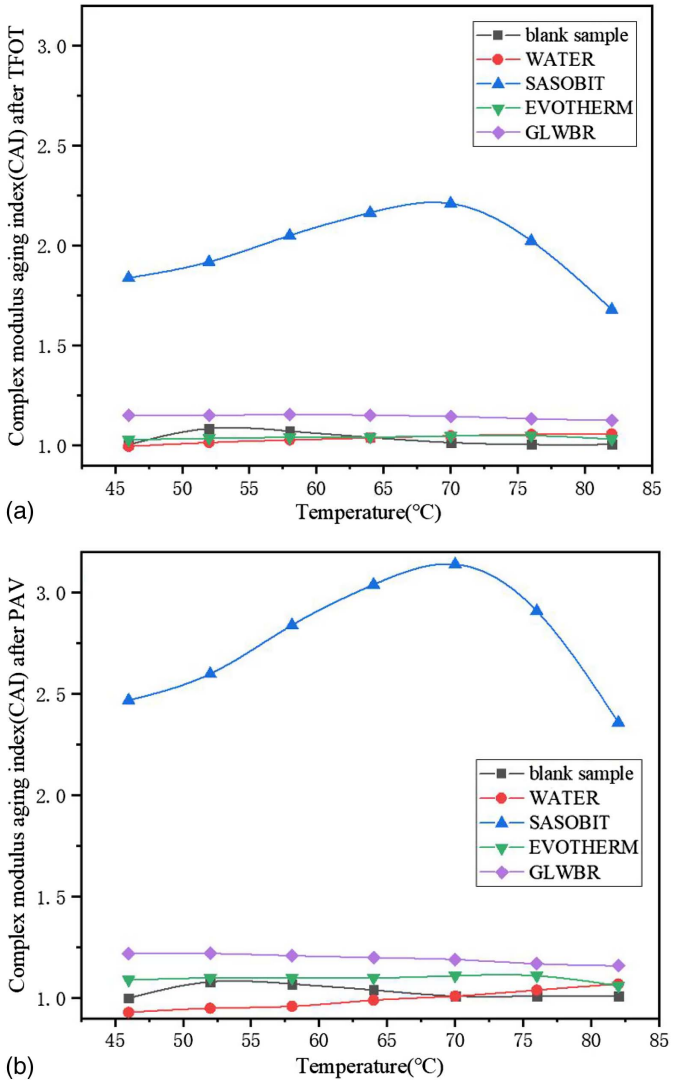 Complex modulus aging index(CAI) after TFOT
3.0
2.5
2.0
1.5
1.0
blank sample
WATER
SASOBIT
EVOTHERM
GLWBR
45 50 55 60 65 70 75 80 85
Temperature(℃)
(a)
Complex modulus aging index(CAI) after PAV
3.0
2.5
2.0
1.5
1.0
blank sample
WATER
SASOBIT
EVOTHERM
GLWBR
45 50 55 60 65 70 75 80 85
Temperature(℃)
(b)